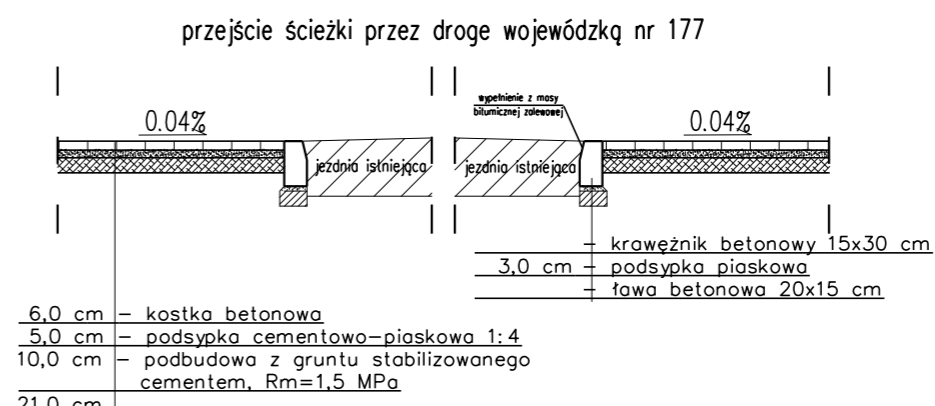 przejście ścieżki przez droge wojewódzką nr 177
wypełnienie z masy
bitumicznej zalewowej
0.04%
0.04%
jezdnia istniejąca
jezdnia istniejąca
– krawężnik betonowy 15x30 cm
3,0 cm – podsypka piaskowa
– ława betonowa 20x15 cm
6,0 cm – kostka betonowa
5,0 cm – podsypka cementowo–piaskowa 1:4
10,0 cm – podbudowa z gruntu stabilizowanego
cementem, Rm=1,5 MPa
21,0 cm